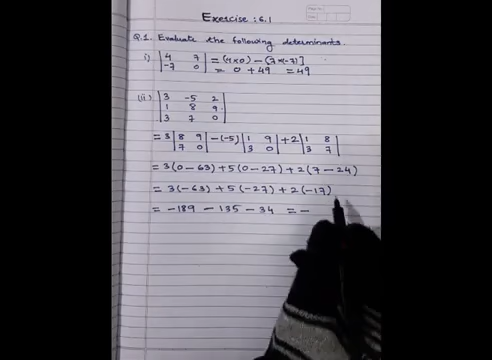 Exercise : 6.1
Q.1. Evaluate the following determinants.
i) | 4 7 | = (4×0) − (7×(-7)]
| -7 0 | = 0 + 49 = 49
(ii) | 3 -5 2 |
| 1 8 9 |
| 3 7 0 |
= 3 | 8 9 | −(-5) | 1 9 | + 2 | 1 8 |
| 7 0 | | 3 0 | | 3 7 |
= 3(0 − 63) + 5(0 − 27) + 2(7 − 24)
= 3(−63) + 5(−27) + 2(−17)
= −189 − 135 − 34 = −